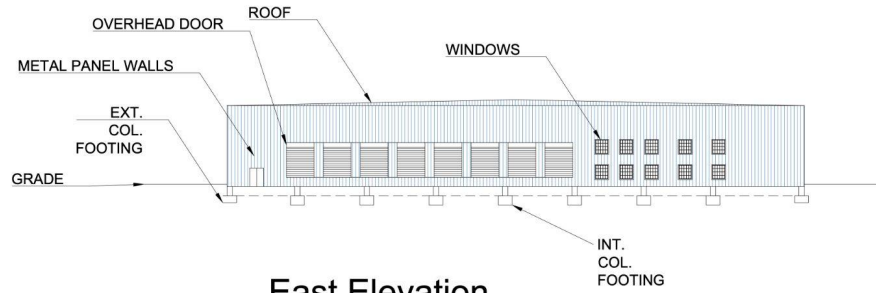 ROOF
OVERHEAD DOOR
WINDOWS
METAL PANEL WALLS
EXT.
COL.
FOOTING
GRADE
INT.
COL.
FOOTING
East Elevation